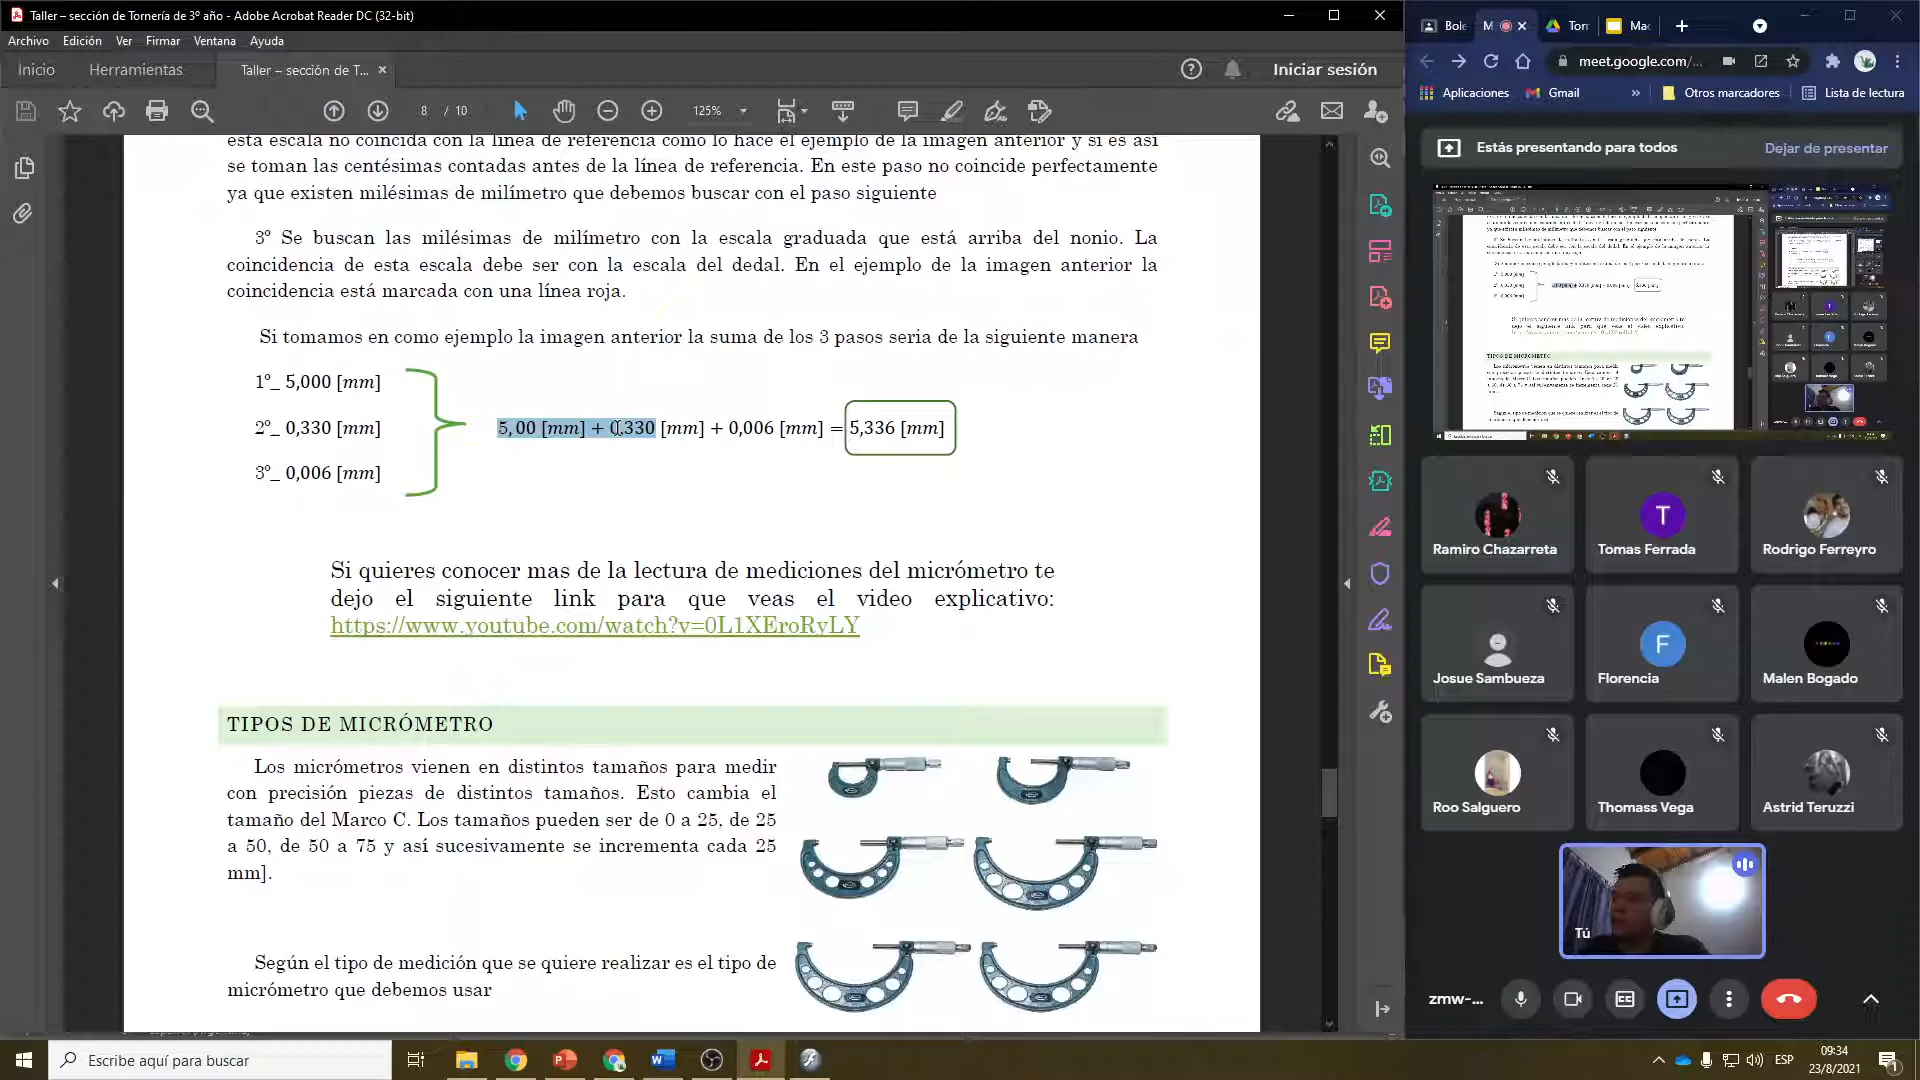 Taller – sección de Tornería de 3º año - Adobe Acrobat Reader DC (32-bit)
Archivo Edición Ver Firmar Ventana Ayuda
Inicio Herramientas Taller – sección de T... Iniciar sesión
8 / 10 125%
esta escala no coincida con la línea de referencia como lo hace el ejemplo de la imagen anterior y si es así
se toman las centésimas contadas antes de la línea de referencia. En este paso no coincide perfectamente
ya que existen milésimas de milímetro que debemos buscar con el paso siguiente
3º Se buscan las milésimas de milímetro con la escala graduada que está arriba del nonio. La
coincidencia de esta escala debe ser con la escala del dedal. En el ejemplo de la imagen anterior la
coincidencia está marcada con una línea roja.
Si tomamos en como ejemplo la imagen anterior la suma de los 3 pasos seria de la siguiente manera
1º_ 5,000 [mm]
2º_ 0,330 [mm]
3º_ 0,006 [mm]
5,00 [mm] + 0,330 [mm] + 0,006 [mm] = 5,336 [mm]
Si quieres conocer mas de la lectura de mediciones del micrómetro te
dejo el siguiente link para que veas el video explicativo:
https://www.youtube.com/watch?v=0L1XEroRyLY
TIPOS DE MICRÓMETRO
Los micrómetros vienen en distintos tamaños para medir
con precisión piezas de distintos tamaños. Esto cambia el
tamaño del Marco C. Los tamaños pueden ser de 0 a 25, de 25
a 50, de 50 a 75 y así sucesivamente se incrementa cada 25
mm].
Según el tipo de medición que se quiere realizar es el tipo de
micrómetro que debemos usar
Bole M Torr Mac
meet.google.com/...
Aplicaciones Gmail » Otros marcadores Lista de lectura
Estás presentando para todos Dejar de presentar
Ramiro Chazarreta
T
Tomas Ferrada
Rodrigo Ferreyro
Josue Sambueza
F
Florencia
Malen Bogado
Roo Salguero
Thomass Vega
Astrid Teruzzi
Tú
zmw-...
Escribe aquí para buscar
ESP
09:34
23/8/2021
1